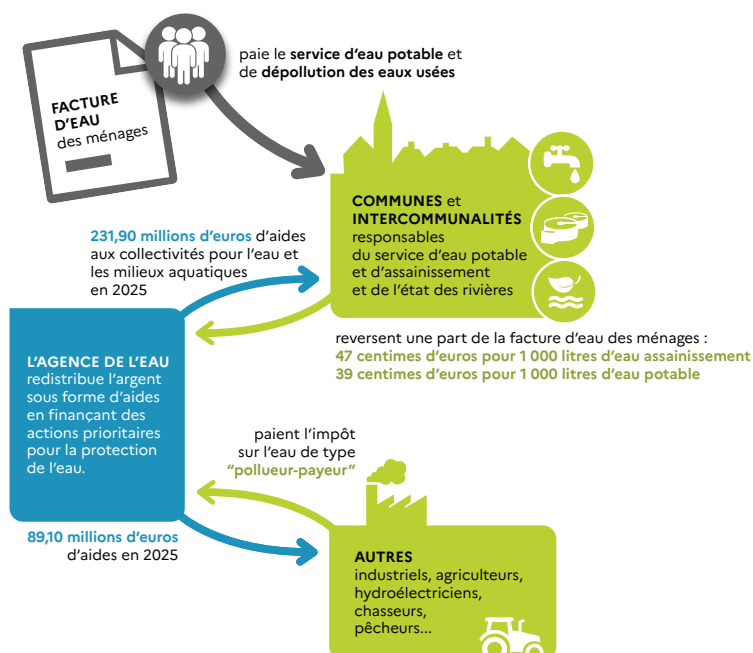 paie le service d'eau potable et
de dépollution des eaux usées
FACTURE
D'EAU
des ménages
COMMUNES et
INTERCOMMUNALITÉS
responsables
du service d'eau potable
et d'assainissement
et de l'état des rivières
231,90 millions d'euros d'aides
aux collectivités pour l'eau et
les milieux aquatiques
en 2025
reversent une part de la facture d'eau des ménages :
47 centimes d'euros pour 1 000 litres d'eau assainissement
39 centimes d'euros pour 1 000 litres d'eau potable
L'AGENCE DE L'EAU
redistribue l'argent
sous forme d'aides
en finançant des
actions prioritaires
pour la protection
de l'eau.
paient l'impôt
sur l'eau de type
“pollueur-payeur”
89,10 millions d'euros
d'aides en 2025
AUTRES
industriels, agriculteurs,
hydroélectriciens,
chasseurs,
pêcheurs...